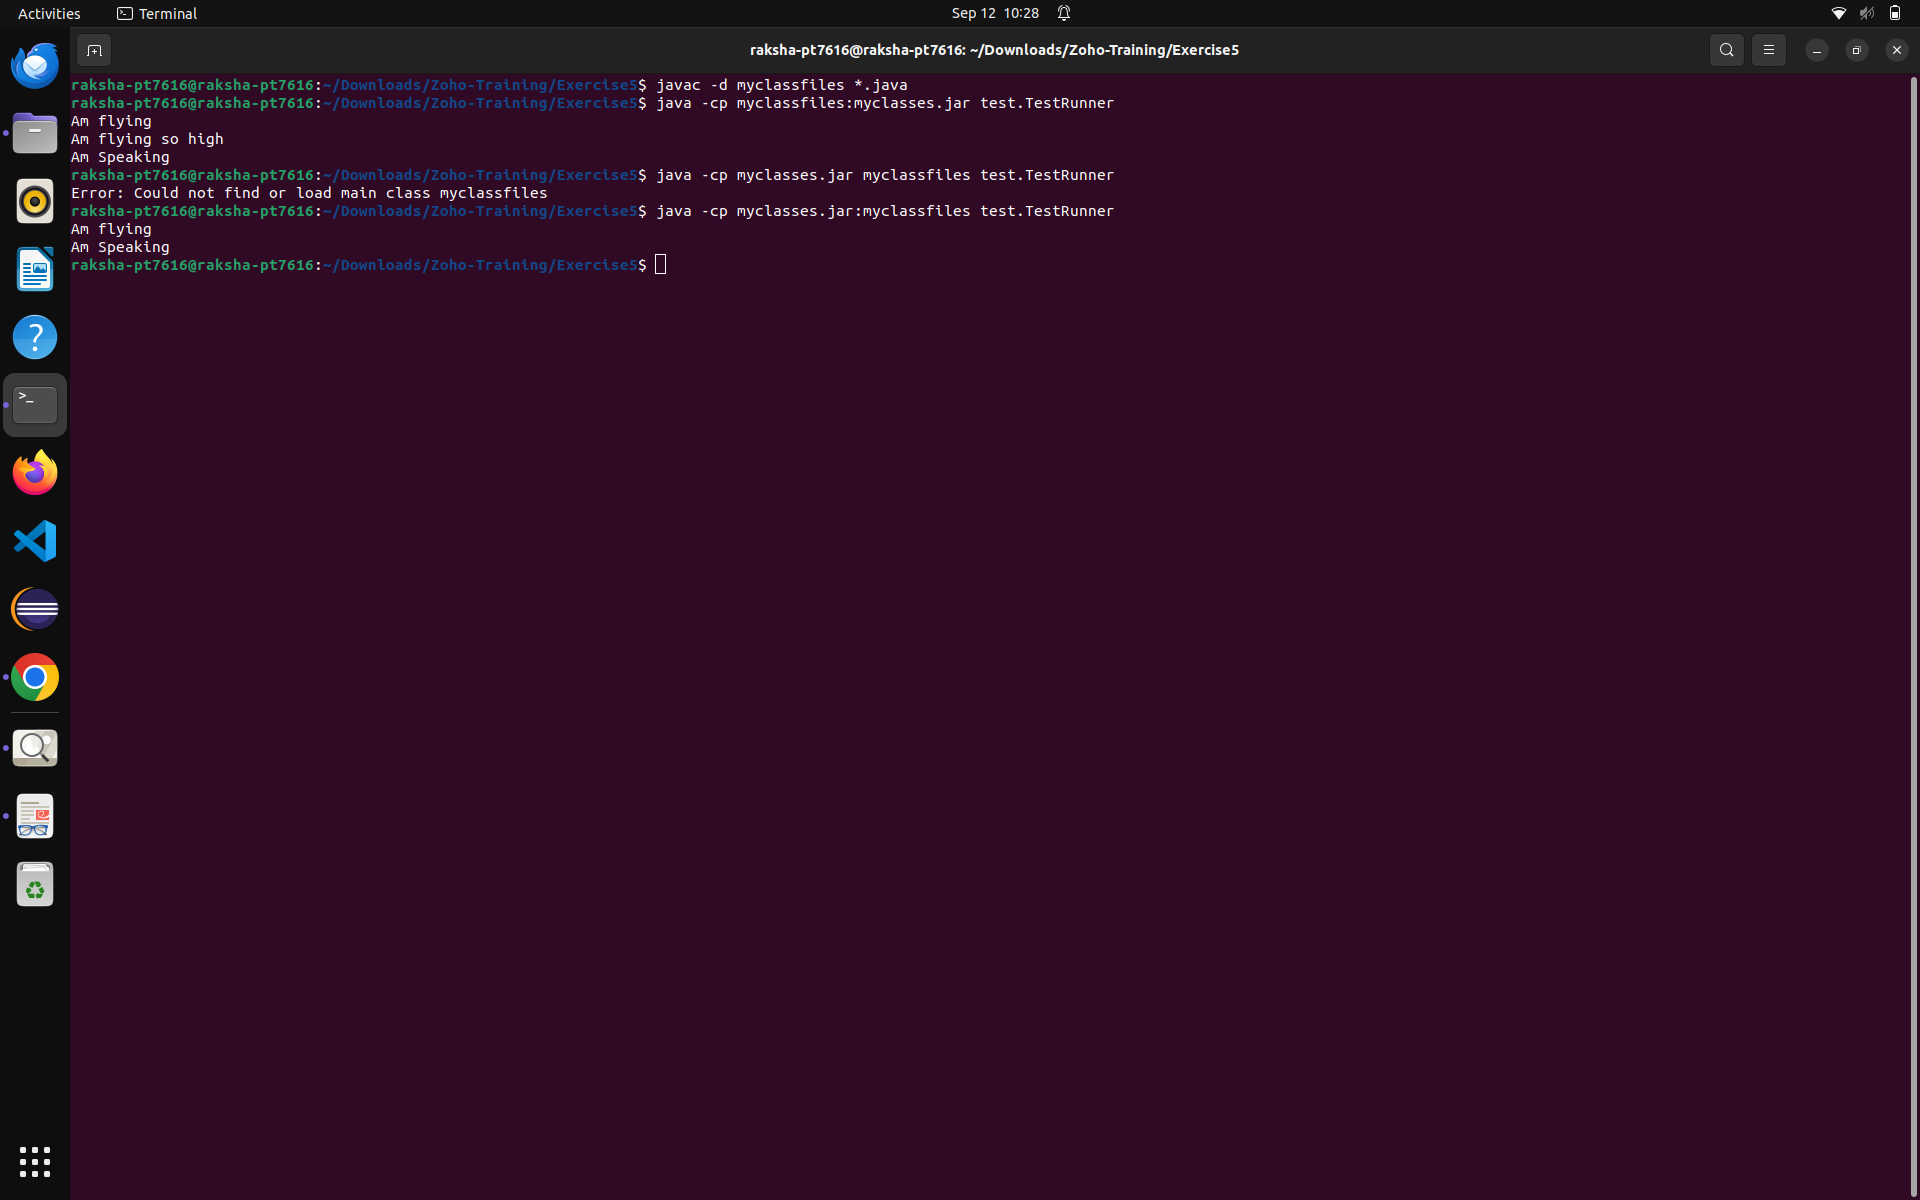 Activities
Terminal
Sep 12 10:28
raksha-pt7616@raksha-pt7616: ~/Downloads/Zoho-Training/Exercise5
raksha-pt7616@raksha-pt7616:~/Downloads/Zoho-Training/Exercise5$ javac -d myclassfiles *.java
raksha-pt7616@raksha-pt7616:~/Downloads/Zoho-Training/Exercise5$ java -cp myclassfiles:myclasses.jar test.TestRunner
Am flying
Am flying so high
Am Speaking
raksha-pt7616@raksha-pt7616:~/Downloads/Zoho-Training/Exercise5$ java -cp myclasses.jar myclassfiles test.TestRunner
Error: Could not find or load main class myclassfiles
raksha-pt7616@raksha-pt7616:~/Downloads/Zoho-Training/Exercise5$ java -cp myclasses.jar:myclassfiles test.TestRunner
Am flying
Am Speaking
raksha-pt7616@raksha-pt7616:~/Downloads/Zoho-Training/Exercise5$